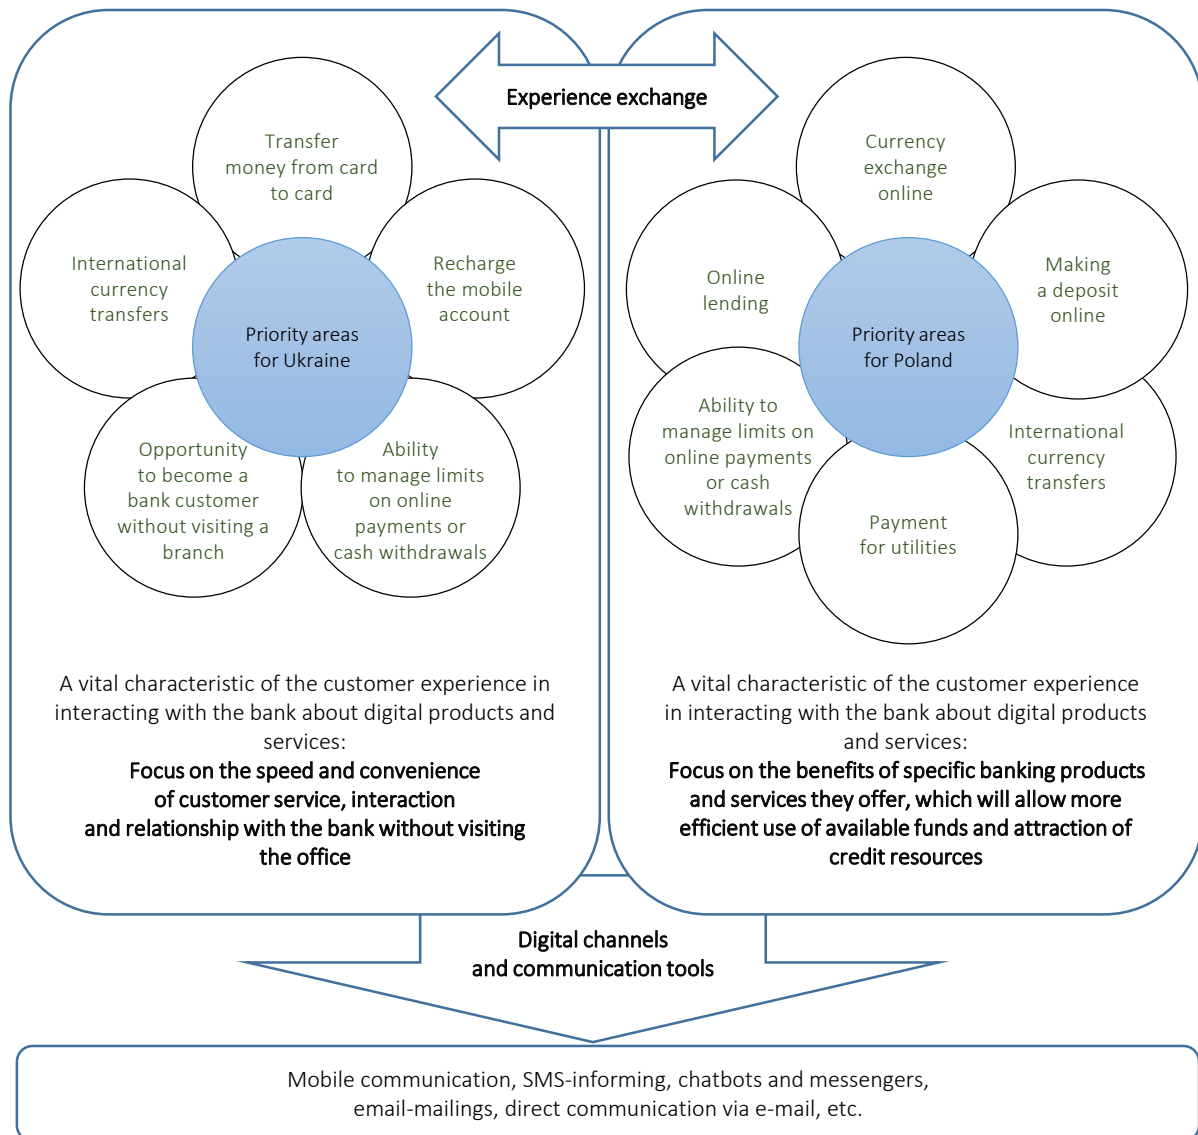 Experience exchange
Transfer
money from card
to card
International
currency
transfers
Recharge
the mobile
account
Priority areas
for Ukraine
Opportunity
to become a
bank customer
without visiting a
branch
Ability
to manage limits
on online
payments or
cash withdrawals
A vital characteristic of the customer experience in
interacting with the bank about digital products and
services:
Focus on the speed and convenience
of customer service, interaction
and relationship with the bank without visiting
the office
Currency
exchange
online
Online
lending
Making
a deposit
online
Priority areas
for Poland
Ability to
manage limits on
online payments
or cash
withdrawals
International
currency
transfers
Payment
for utilities
A vital characteristic of the customer experience
in interacting with the bank about digital products
and services:
Focus on the benefits of specific banking products
and services they offer, which will allow more
efficient use of available funds and attraction of
credit resources
Digital channels
and communication tools
Mobile communication, SMS-informing, chatbots and messengers,
email-mailings, direct communication via e-mail, etc.